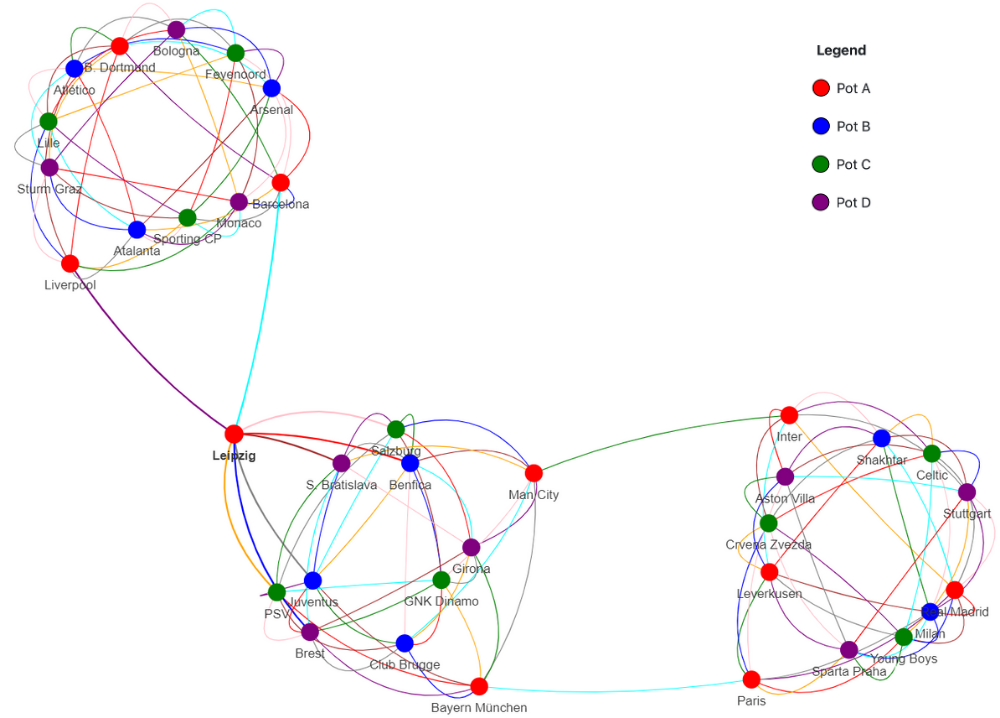 Legend
Pot A
Pot B
Pot C
Pot D
Bologna
B. Dortmund
Feyenoord
Atlético
Arsenal
Lille
Sturm Graz
Barcelona
Monaco
Sporting CP
Atalanta
Liverpool
Leipzig
Salzburg
S. Bratislava
Benfica
Man City
Girona
Juventus
GNK Dinamo
PSV
Brest
Club Brugge
Bayern München
Inter
Shakhtar
Celtic
Aston Villa
Stuttgart
Crvena Zvezda
Leverkusen
Real Madrid
Milan
Young Boys
Sparta Praha
Paris